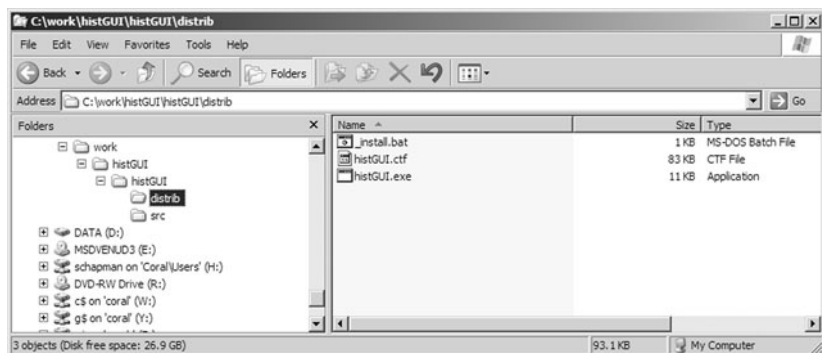 C:\work\histGUI\histGUI\distrib
File Edit View Favorites Tools Help
Back Search Folders
Address C:\work\histGUI\histGUI\distrib Go
Folders x Name Size Type
work _install.bat 1 KB MS-DOS Batch File
histGUI histGUI.ctf 83 KB CTF File
histGUI histGUI.exe 11 KB Application
distrib
src
DATA (D:)
MSDVENUD3 (E:)
schapman on 'Coral\Users' (H:)
DVD-RW Drive (R:)
c$ on 'coral' (W:)
g$ on 'coral' (Y:)
3 objects (Disk free space: 26.9 GB) 93.1 KB My Computer